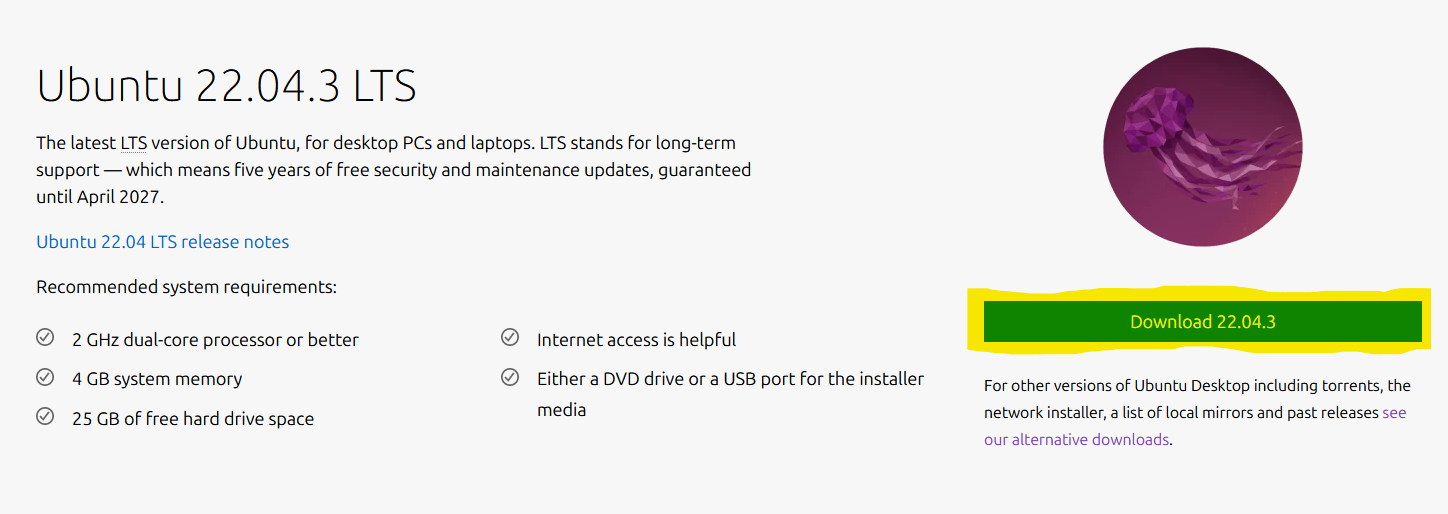 Ubuntu 22.04.3 LTS
The latest LTS version of Ubuntu, for desktop PCs and laptops. LTS stands for long-term
support — which means five years of free security and maintenance updates, guaranteed
until April 2027.
Ubuntu 22.04 LTS release notes
Recommended system requirements:
2 GHz dual-core processor or better
4 GB system memory
25 GB of free hard drive space
Internet access is helpful
Either a DVD drive or a USB port for the installer
media
Download 22.04.3
For other versions of Ubuntu Desktop including torrents, the
network installer, a list of local mirrors and past releases see
our alternative downloads.